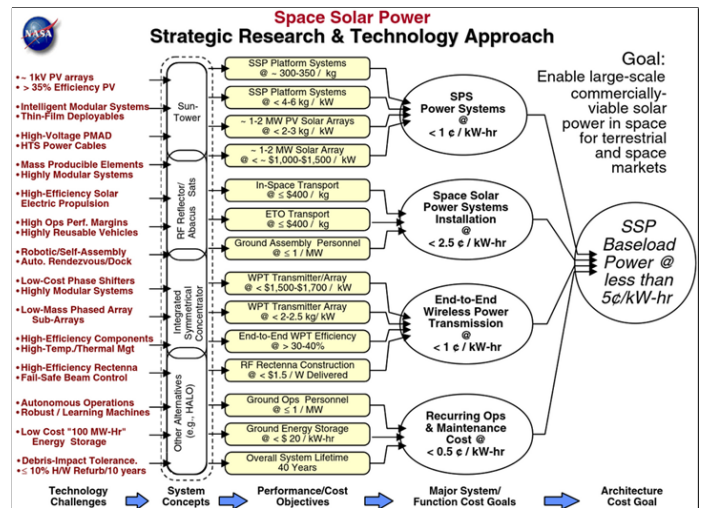 NASA
Space Solar Power
Strategic Research & Technology Approach
Goal:
Enable large-scale
commercially-
viable solar
power in space
for terrestrial
and space
markets
•~ 1kV PV arrays
•> 35% Efficiency PV
•Intelligent Modular Systems
•Thin-Film Deployables
•High-Voltage PMAD
•HTS Power Cables
•Mass Producible Elements
•Highly Modular Systems
•High-Efficiency Solar
Electric Propulsion
•High Ops Perf. Margins
•Highly Reusable Vehicles
•Robotic/Self-Assembly
•Auto. Rendezvous/Dock
•Low-Cost Phase Shifters
•Highly Modular Systems
•Low-Mass Phased Array
Sub-Arrays
•High-Efficiency Components
•High-Temp./Thermal Mgt
•High-Efficiency Rectenna
•Fail-Safe Beam Control
•Autonomous Operations
•Robust / Learning Machines
•Low Cost "100 MW-Hr"
Energy Storage
•Debris-Impact Tolerance.
•≤ 10% H/W Refurb/10 years
Sun-
Tower
RF Reflector/
Abacus Sats
Integrated
Symmetrical
Concentrator
Other Alternatives
(e.g., HALO)
SSP Platform Systems
@ ~ 300-350 / kg
SSP Platform Systems
@ < 4-6 kg / kW
~ 1-2 MW PV Solar Arrays
@ < 2-3 kg / kW
~ 1-2 MW Solar Array
@ < ~ $1,000-$1,500 / kW
In-Space Transport
@ ≤ $400 / kg
ETO Transport
@ ≤ $400 / kg
Ground Assembly Personnel
@ ≤ 1 / MW
WPT Transmitter/Array
@ < $1,500-$1,700 / kW
WPT Transmitter Array
@ < 2-2.5 kg/ kW
End-to-End WPT Efficiency
@ > 30-40%
RF Rectenna Construction
@ < $1.5 / W Delivered
Ground Ops Personnel
@ ≤ 1 / MW
Ground Energy Storage
@ < $ 20 / kW-hr
Overall System Lifetime
40 Years
SPS
Power Systems
@
< 1 ¢ / kW-hr
Space Solar
Power Systems
Installation @
< 2.5 ¢ / kW-hr
End-to-End
Wireless Power
Transmission
@
< 1 ¢ / kW-hr
Recurring Ops
& Maintenance
Cost @
< 0.5 ¢ / kW-hr
SSP
Baseload
Power @
less than
5¢/kW-hr
Technology
Challenges
System
Concepts
Performance/Cost
Objectives
Major System/
Function Cost Goals
Architecture
Cost Goal